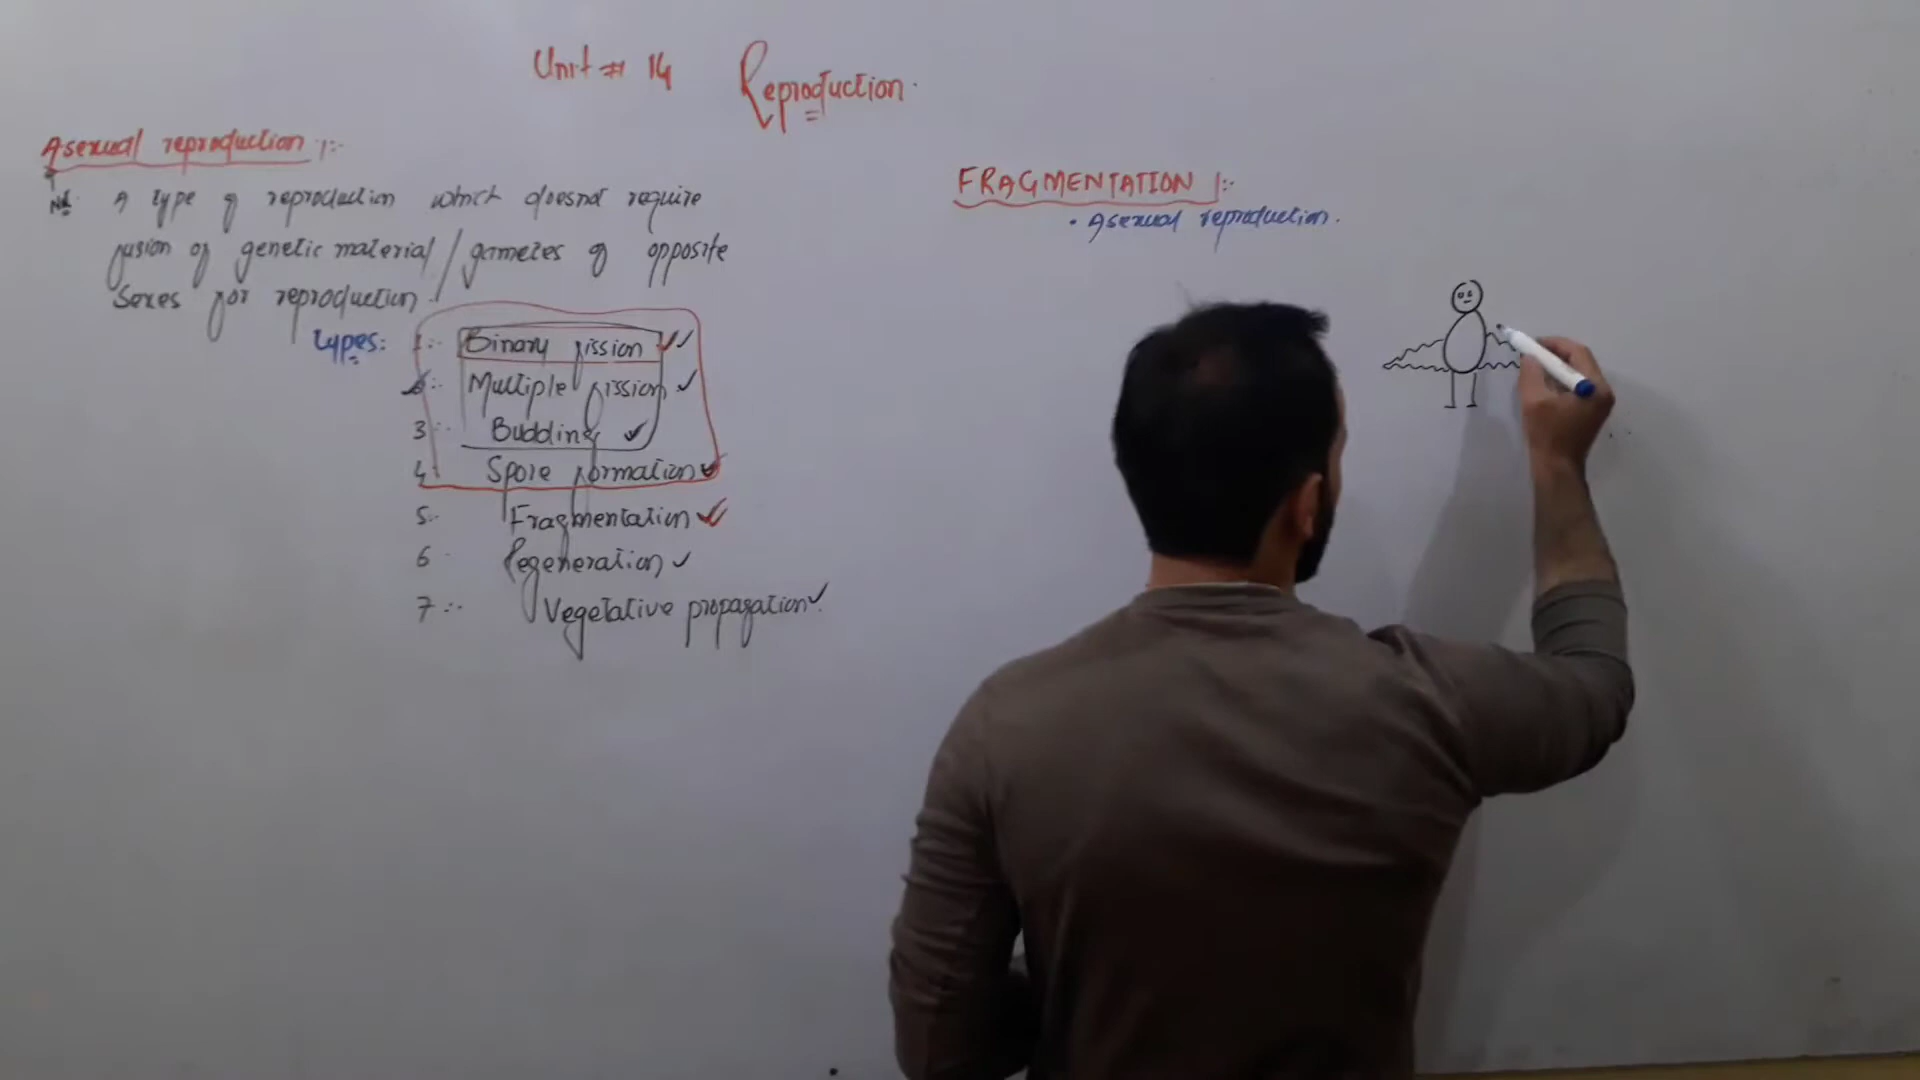 Unit # 14 Reproduction.
Asexual reproduction :-
A type of reproduction which doesnot require
fusion of genetic material / gametes of opposite
Sexes for reproduction.
Types:
1:- Binary fission
Multiple fission
3:- Budding
4: Spore formation
5:- Fragmentation
6 - Regeneration
7:- Vegetative propagation.
FRAGMENTATION :-
• Asexual reproduction.